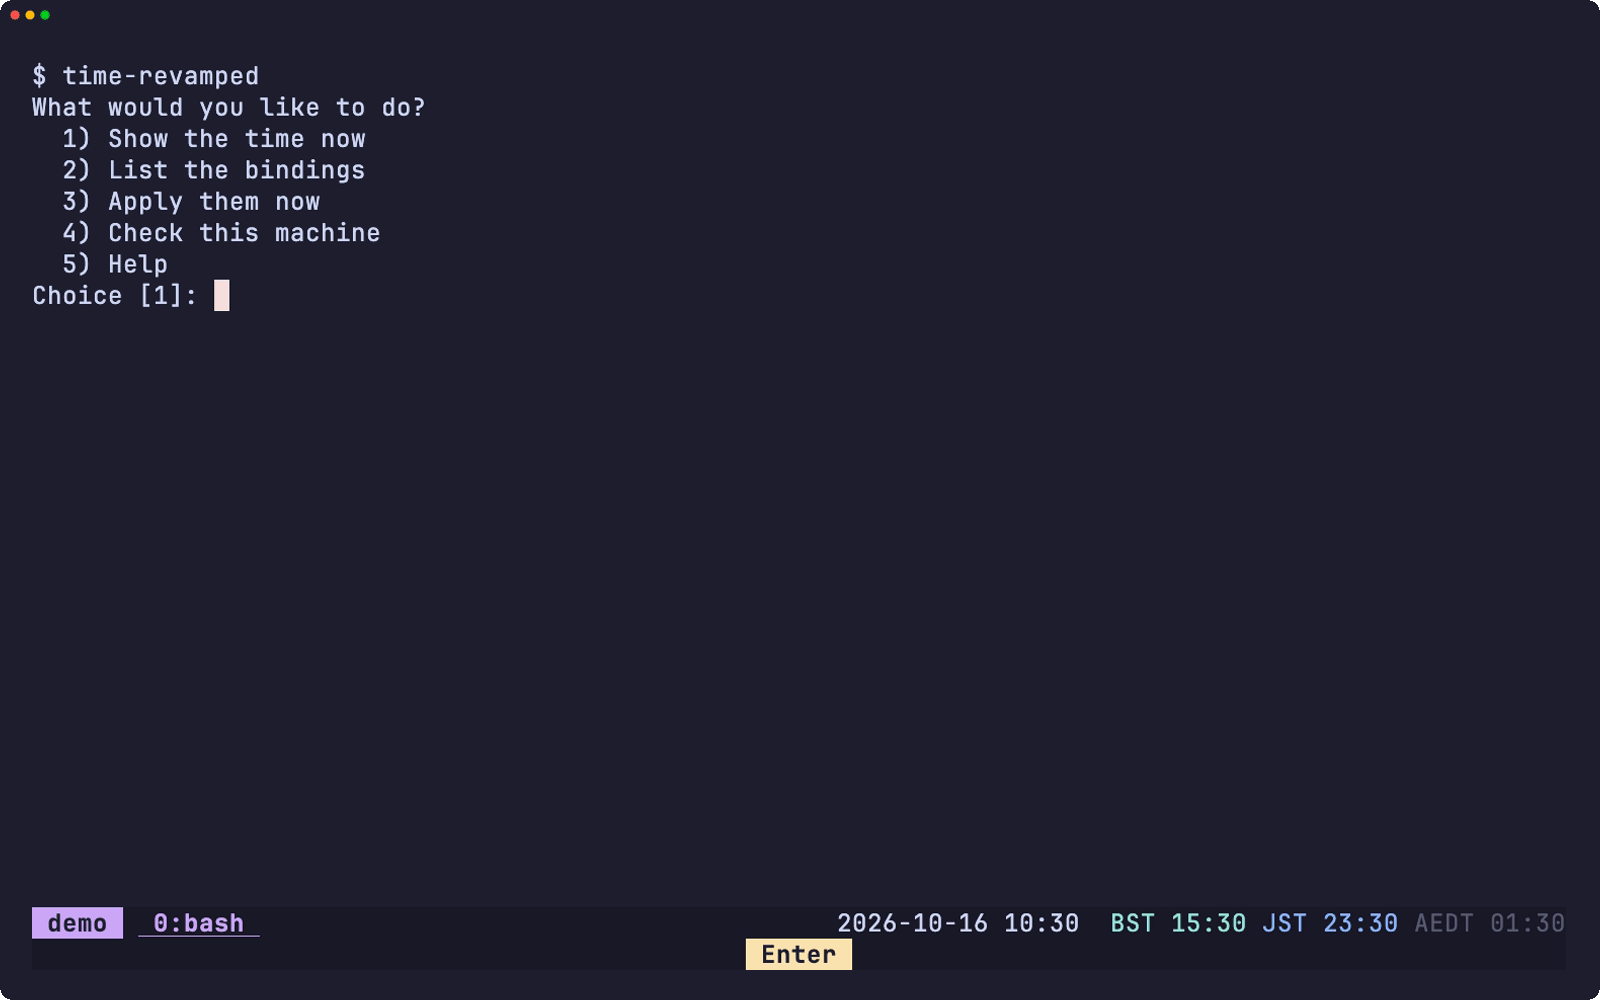 $ time-revamped
What would you like to do?
  1) Show the time now
  2) List the bindings
  3) Apply them now
  4) Check this machine
  5) Help
Choice [1]:
demo 0:bash 2026-10-16 10:30 BST 15:30 JST 23:30 AEDT 01:30
Enter